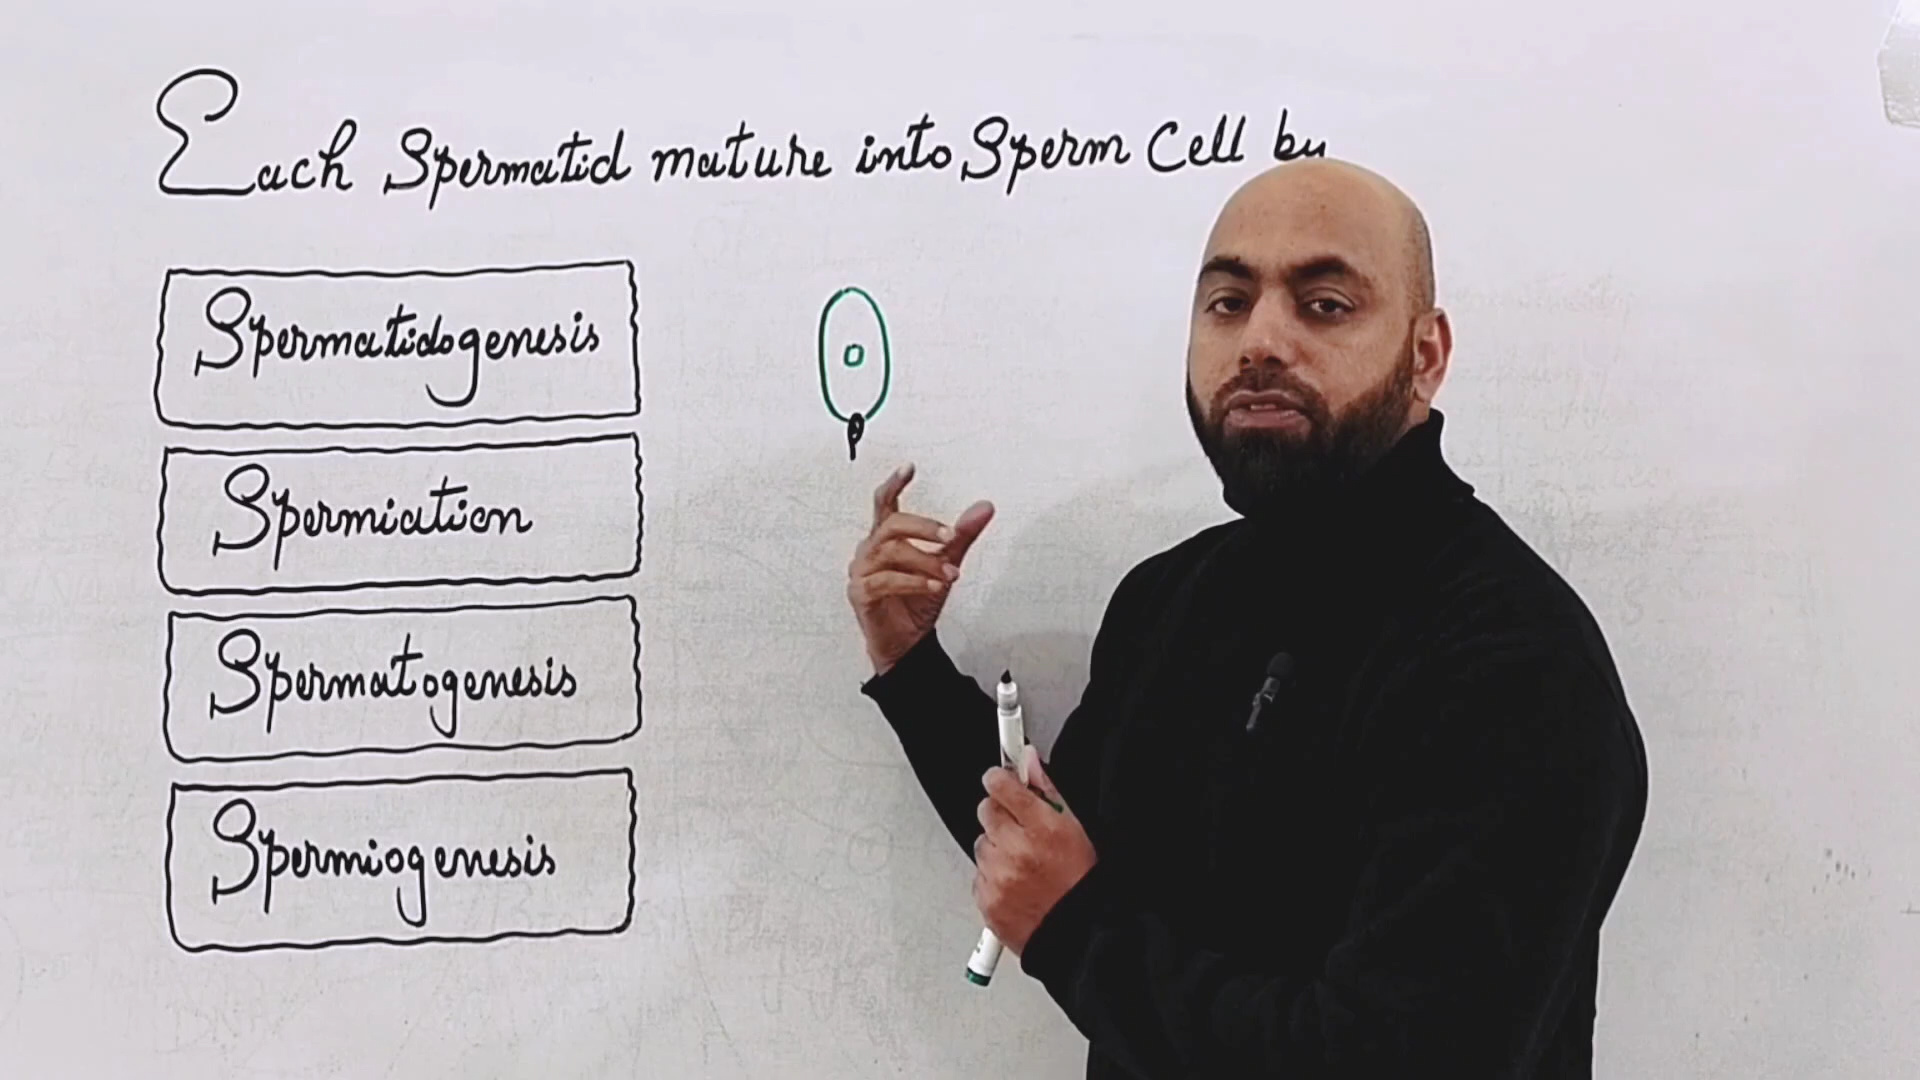 Each Spermatid mature into Sperm Cell by
Spermatidogenesis
Spermiation
Spermatogenesis
Spermiogenesis